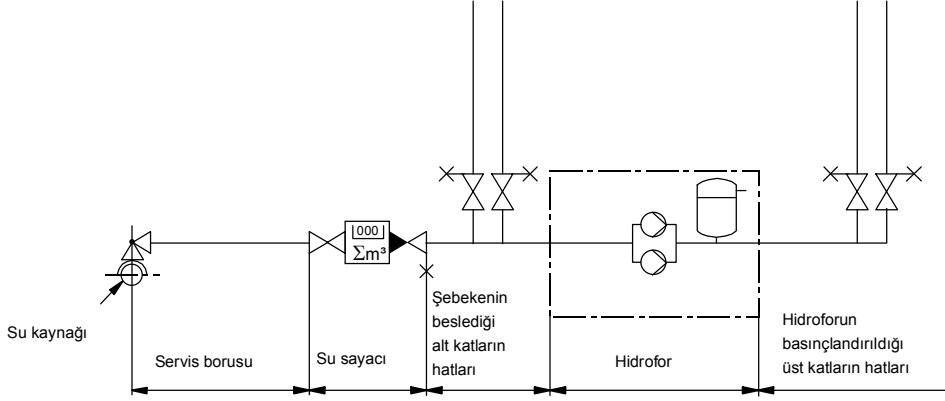 000
Σm³
Su kaynağı
Servis borusu
Su sayacı
Şebekenin
beslediği
alt katların
hatları
Hidrofor
Hidroforun
basınçlandırıldığı
üst katların hatları